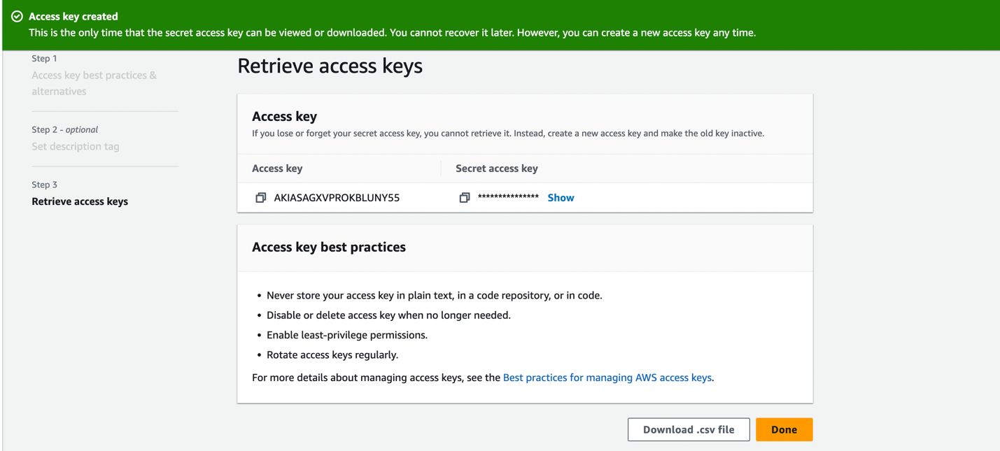 Access key created
This is the only time that the secret access key can be viewed or downloaded. You cannot recover it later. However, you can create a new access key any time.
Step 1
Access key best practices &
alternatives
Step 2 - optional
Set description tag
Step 3
Retrieve access keys
Retrieve access keys
Access key
If you lose or forget your secret access key, you cannot retrieve it. Instead, create a new access key and make the old key inactive.
Access key
Secret access key
AKIASAGXVPROKBLUNY55
*************** Show
Access key best practices
• Never store your access key in plain text, in a code repository, or in code.
• Disable or delete access key when no longer needed.
• Enable least-privilege permissions.
• Rotate access keys regularly.
For more details about managing access keys, see the Best practices for managing AWS access keys.
Download .csv file
Done